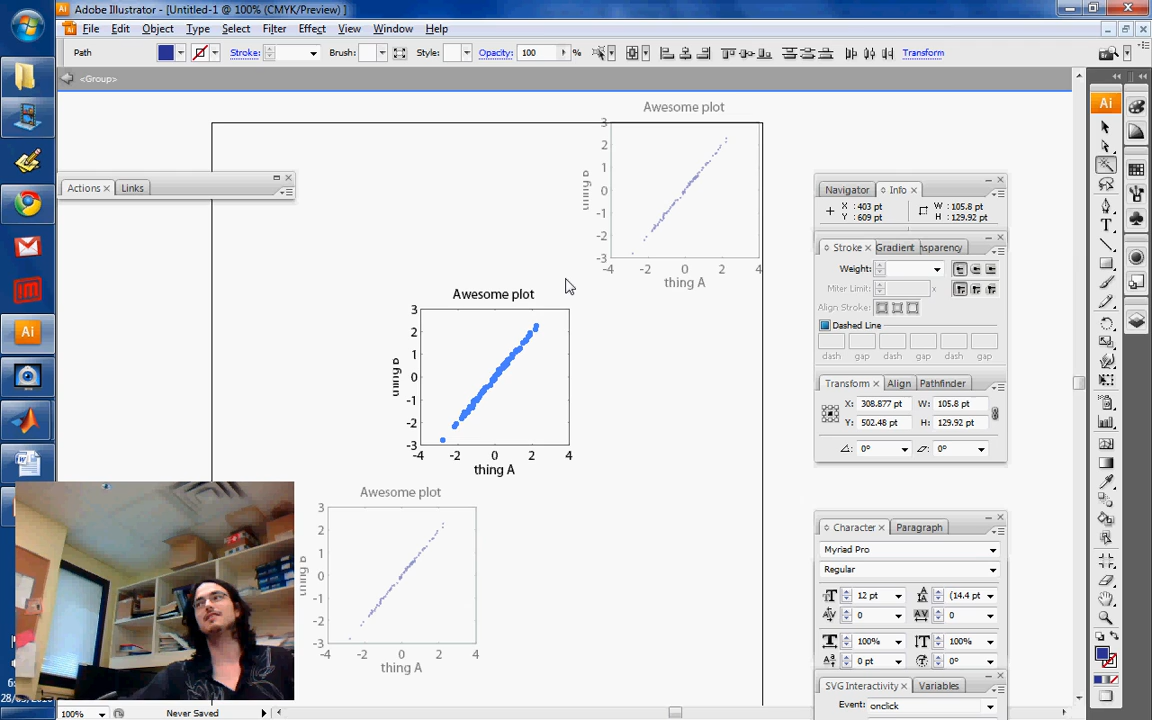 Adobe Illustrator - [Untitled-1 @ 100% (CMYK/Preview) ]
File Edit Object Type Select Filter Effect View Window Help
Path Stroke: Brush: Style: Opacity: 100 % Transform
<Group>
Actions × Links
Awesome plot
3
2
1
0
-1
-2
-3
-4 -2 0 2 4
thing A
Awesome plot
3
2
1
0
-1
-2
-3
-4 -2 0 2 4
thing A
Awesome plot
3
2
1
0
-1
-2
-3
-4 -2 0 2 4
thing A
Navigator Info ×
X : 403 pt W : 105.8 pt
Y : 609 pt H : 129.92 pt
Stroke × Gradient
Weight:
Miter Limit: x
Align Stroke:
Dashed Line
dash gap dash gap dash gap
Transform × Align Pathfinder
X: 308.877 pt W: 105.8 pt
Y: 502.48 pt H: 129.92 pt
0° 0°
Character × Paragraph
Myriad Pro
Regular
12 pt (14.4 pt
0 0
100% 100%
0 pt 0°
SVG Interactivity × Variables
Event: onclick
Ai
Ai
100% Never Saved